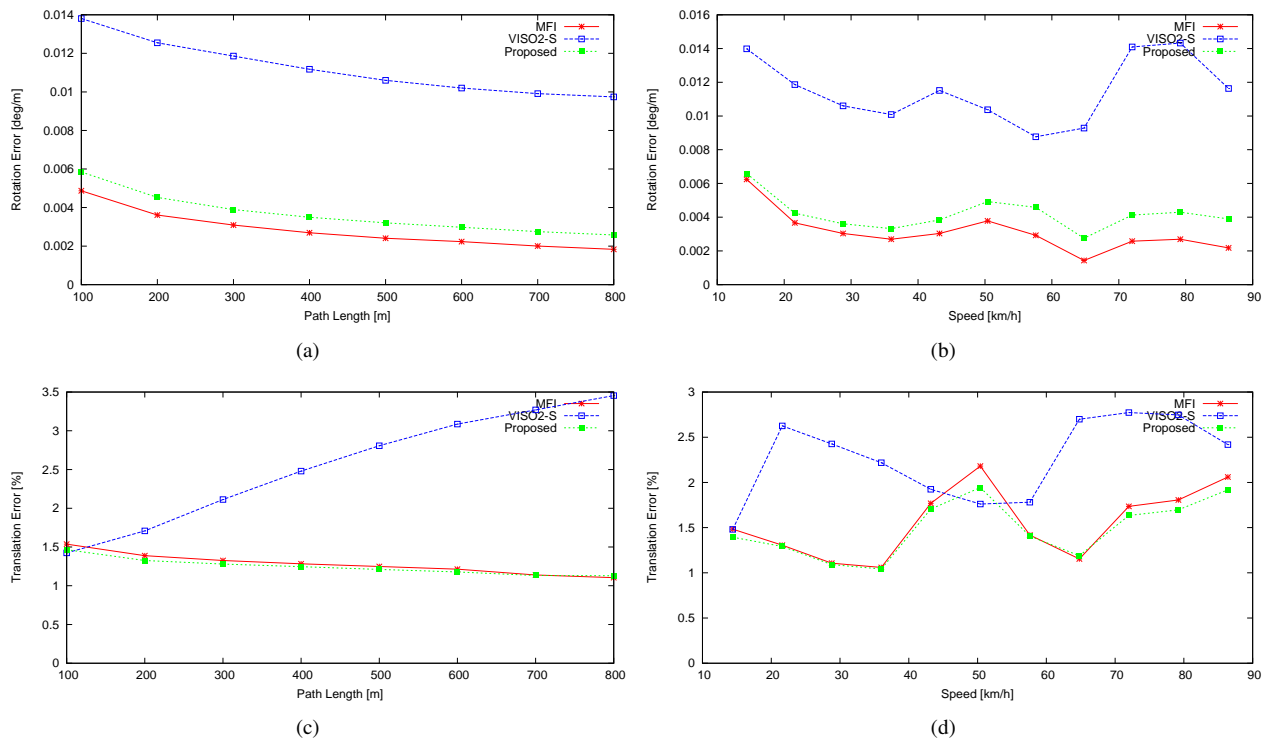 0.014
0.012
0.01
0.008
0.006
0.004
0.002
0
Rotation Error [deg/m]
MFI
VISO2-S
Proposed
100 200 300 400 500 600 700 800
Path Length [m]
(a)
0.016
0.014
0.012
0.01
0.008
0.006
0.004
0.002
0
Rotation Error [deg/m]
MFI
VISO2-S
Proposed
10 20 30 40 50 60 70 80 90
Speed [km/h]
(b)
3.5
3
2.5
2
1.5
1
0.5
0
Translation Error [%]
MFI
VISO2-S
Proposed
100 200 300 400 500 600 700 800
Path Length [m]
(c)
3
2.5
2
1.5
1
0.5
0
Translation Error [%]
MFI
VISO2-S
Proposed
10 20 30 40 50 60 70 80 90
Speed [km/h]
(d)